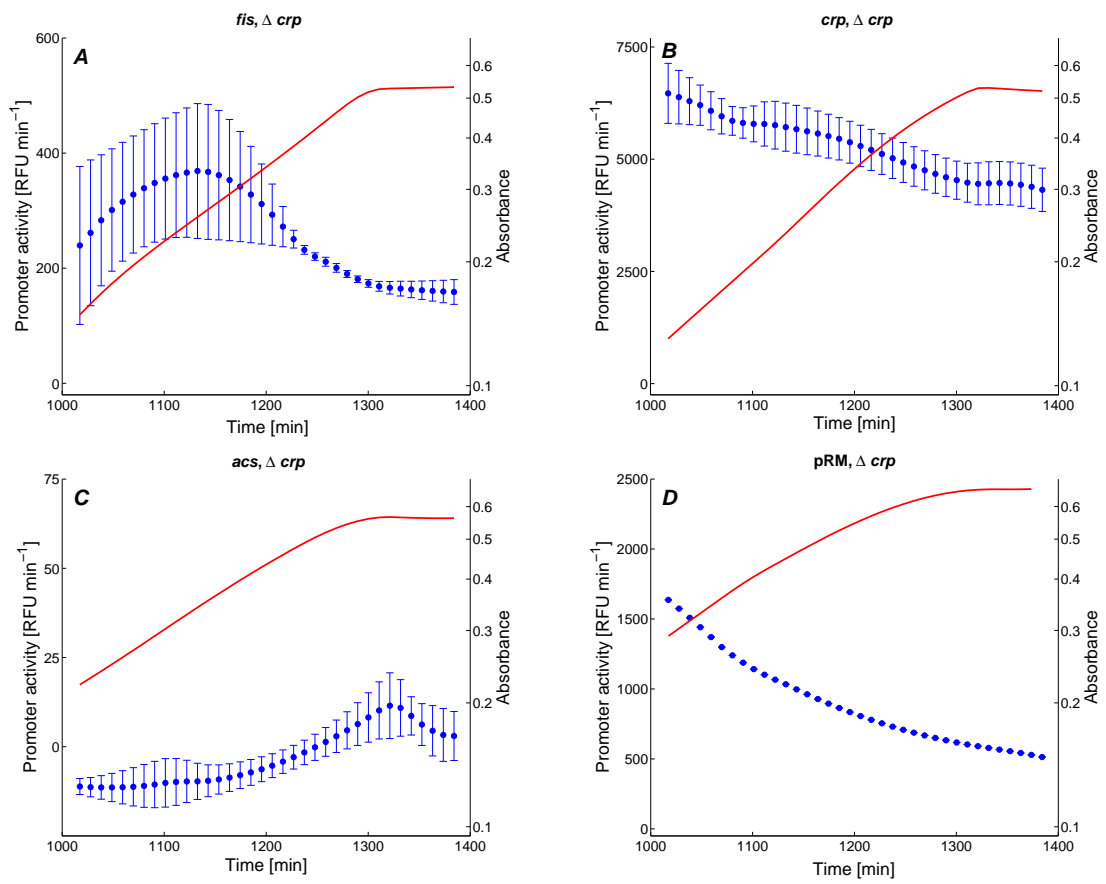 fis, Δ crp
A
600
400
200
0
0.6
0.5
0.4
0.3
0.2
0.1
1000 1100 1200 1300 1400
Time [min]
Promoter activity [RFU min⁻¹]
Absorbance
crp, Δ crp
B
7500
5000
2500
0
0.6
0.5
0.4
0.3
0.2
0.1
1000 1100 1200 1300 1400
Time [min]
Promoter activity [RFU min⁻¹]
Absorbance
acs, Δ crp
C
75
50
25
0
0.6
0.5
0.4
0.3
0.2
0.1
1000 1100 1200 1300 1400
Time [min]
Promoter activity [RFU min⁻¹]
Absorbance
pRM, Δ crp
D
2500
2000
1500
1000
500
0
0.6
0.5
0.4
0.3
0.2
0.1
1000 1100 1200 1300 1400
Time [min]
Promoter activity [RFU min⁻¹]
Absorbance